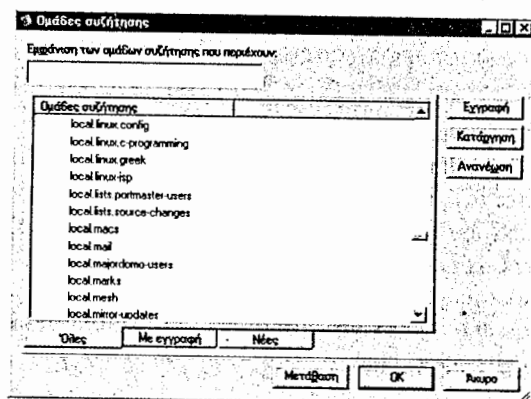 Ομάδες συζήτησης
Εμφάνιση των ομάδων συζήτησης που περιέχουν:
Ομάδες συζήτησης
local.linux.config
local.linux.c-programming
local.linux.greek
local.linux-isp
local.lists.portmaster-users
local.lists.source-changes
local.macs
local.mail
local.majordomo-users
local.marks
local.mesh
local.mirror-updates
Εγγραφή
Κατάργηση
Ανανέωση
Όλες
Με εγγραφή
Νέες
Μετάβαση
OK
Άκυρο